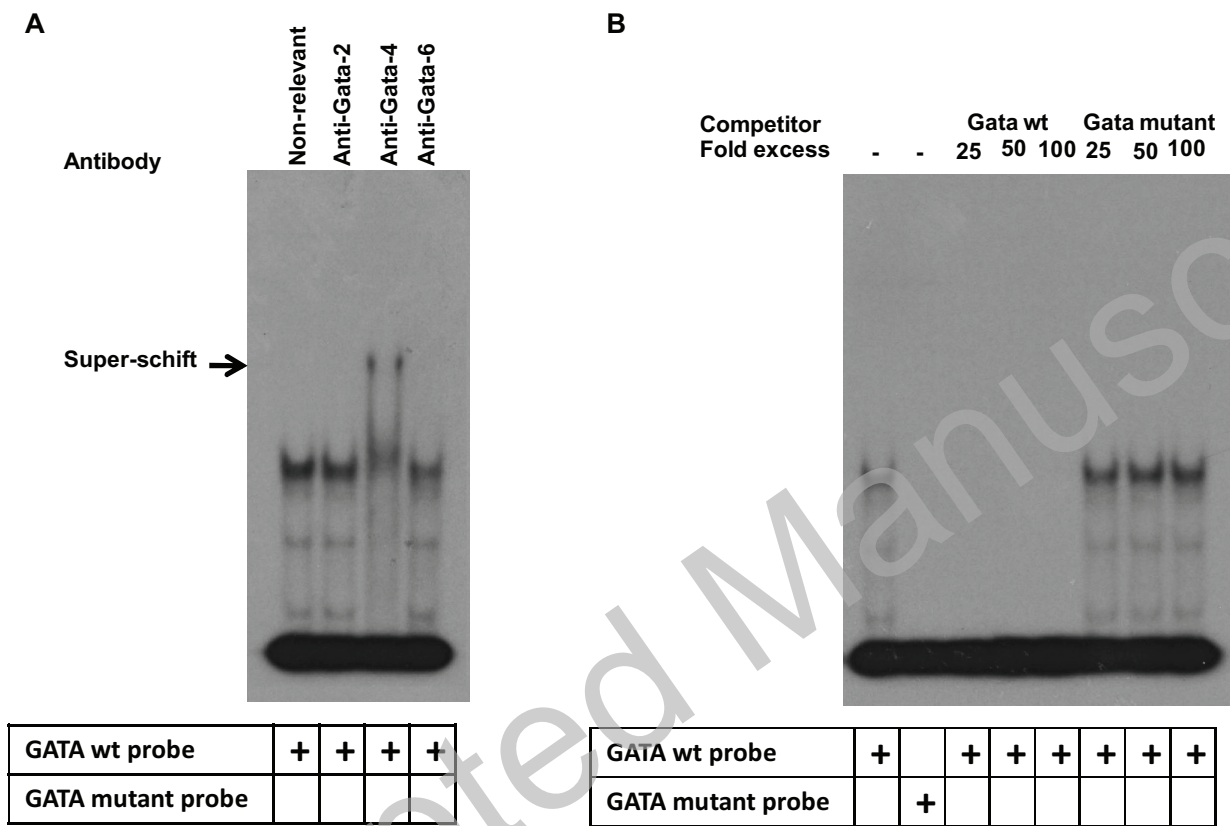 A
B
Non-relevant
Anti-Gata-2
Anti-Gata-4
Anti-Gata-6
Antibody
Competitor Gata wt Gata mutant
Fold excess - - 25 50 100 25 50 100
Super-schift
GATA wt probe + + + +
GATA mutant probe
GATA wt probe + + + + + + +
GATA mutant probe +
ted Manusc